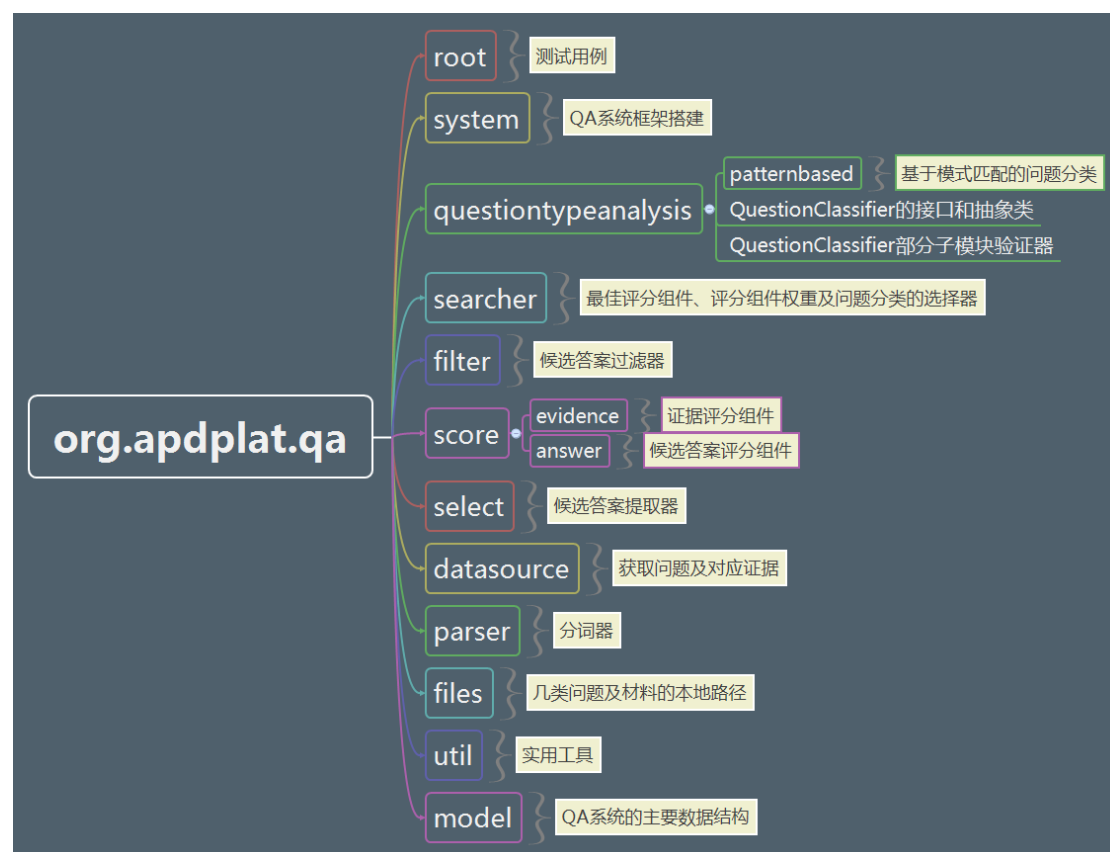 org.apdplat.qa
root
测试用例
system
QA系统框架搭建
questiontypeanalysis
patternbased
基于模式匹配的问题分类
QuestionClassifier的接口和抽象类
QuestionClassifier部分子模块验证器
searcher
最佳评分组件、评分组件权重及问题分类的选择器
filter
候选答案过滤器
score
evidence
证据评分组件
answer
候选答案评分组件
select
候选答案提取器
datasource
获取问题及对应证据
parser
分词器
files
几类问题及材料的本地路径
util
实用工具
model
QA系统的主要数据结构